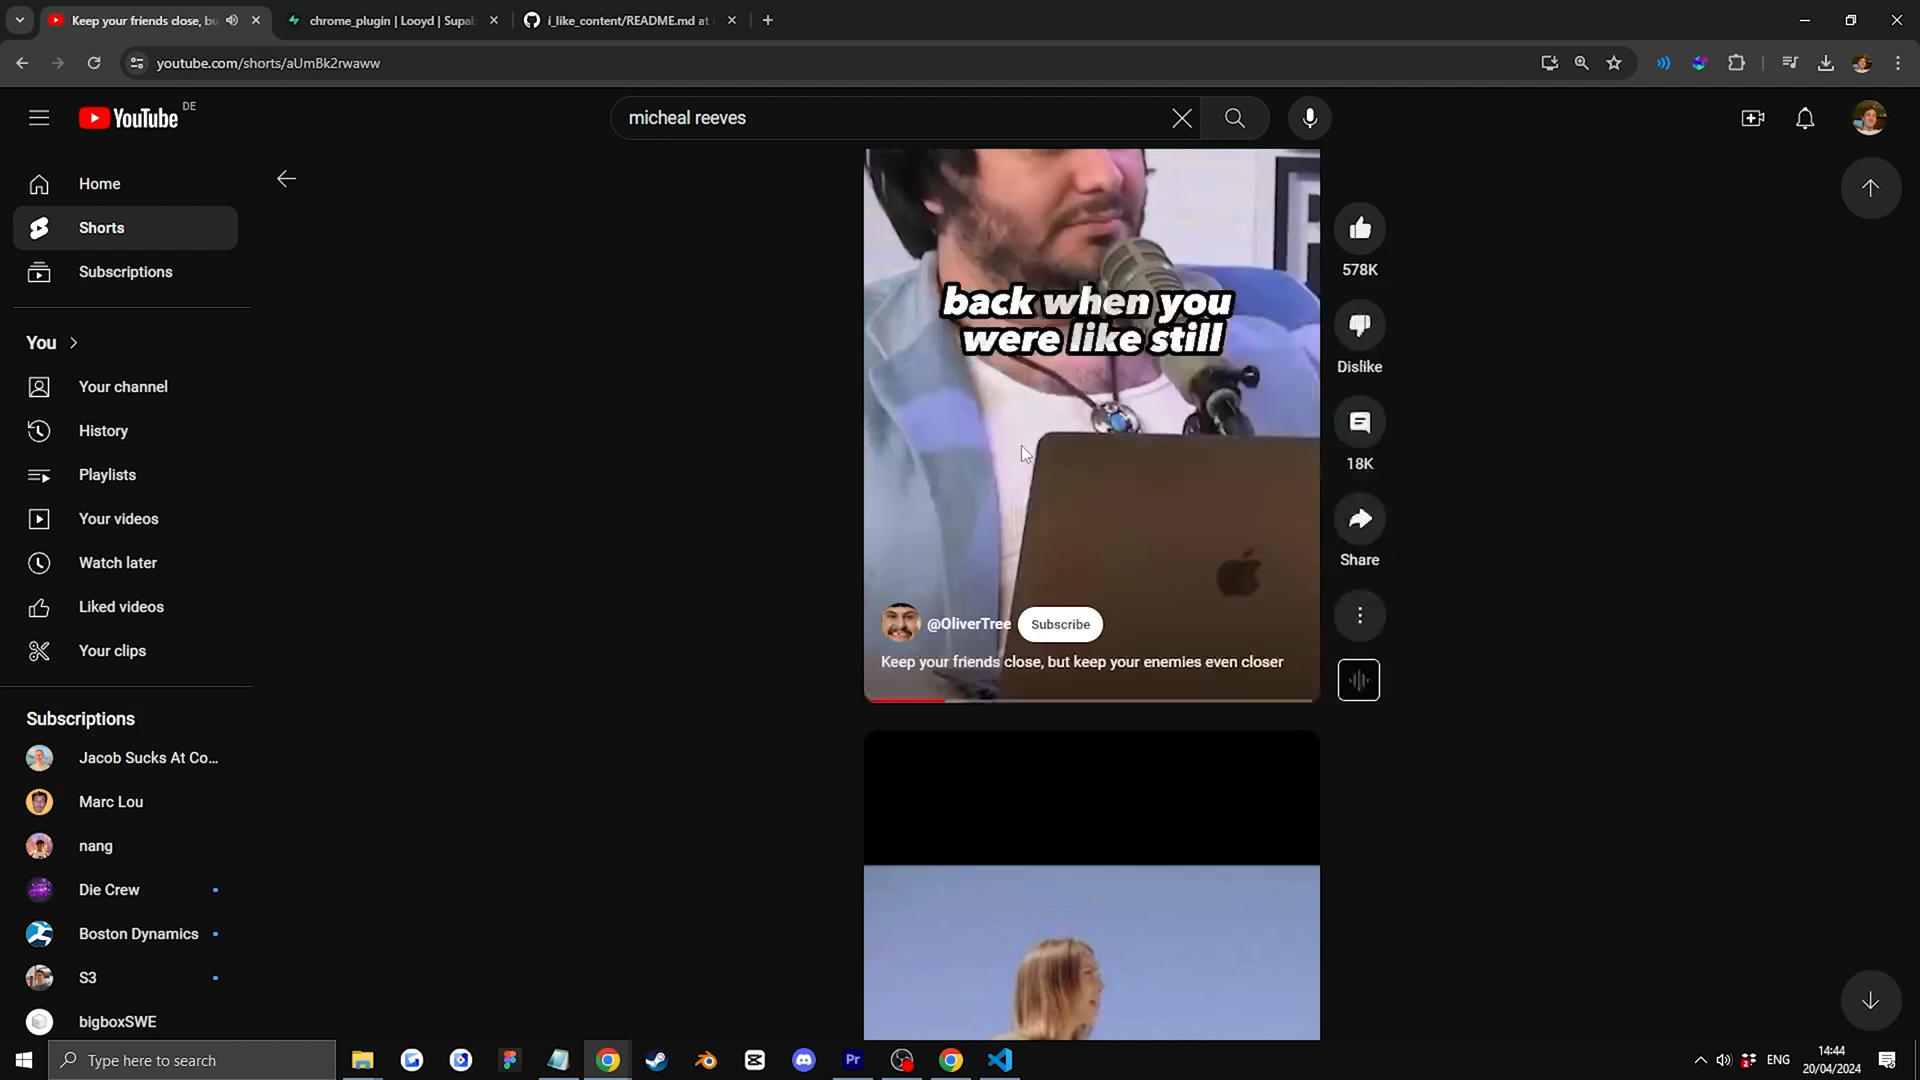 Keep your friends close, bu
chrome_plugin | Looyd | Supab
i_like_content/README.md at
youtube.com/shorts/aUmBk2rwaww
YouTube
DE
micheal reeves
Home
Shorts
Subscriptions
You
Your channel
History
Playlists
Your videos
Watch later
Liked videos
Your clips
Subscriptions
Jacob Sucks At Co...
Marc Lou
nang
Die Crew
Boston Dynamics
S3
bigboxSWE
back when you
were like still
@OliverTree
Subscribe
Keep your friends close, but keep your enemies even closer
578K
Dislike
18K
Share
Type here to search
Pr
ENG
14:44
20/04/2024